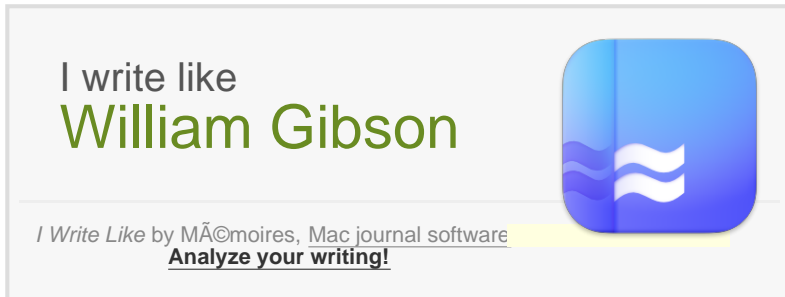 I write like
William Gibson
I Write Like by MÃ©moires, Mac journal software
Analyze your writing!